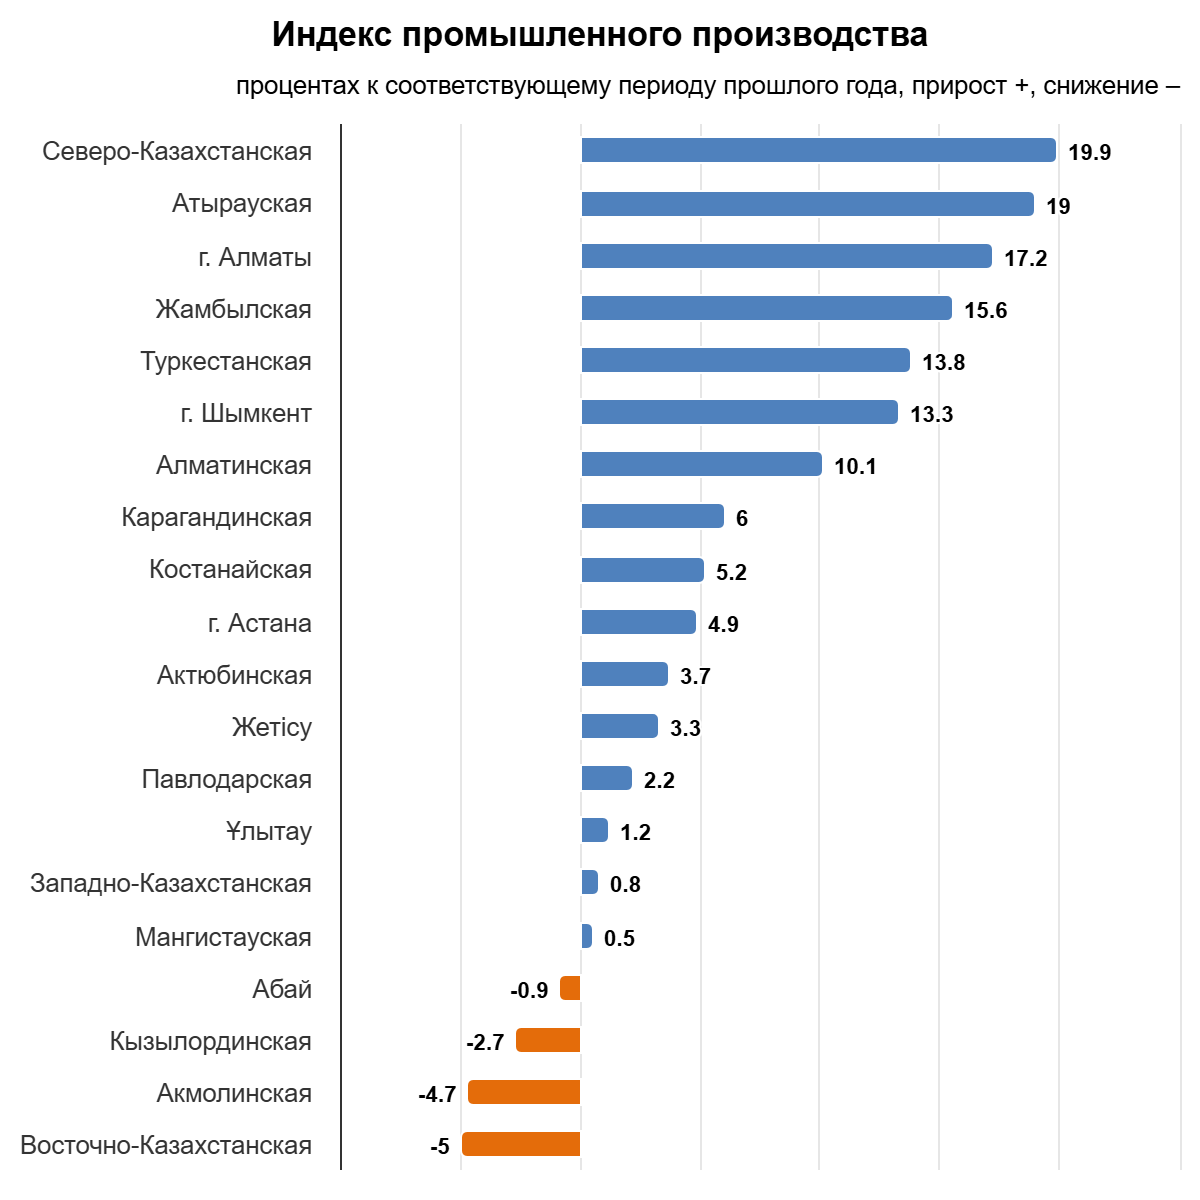 Индекс промышленного производства
процентах к соответствующему периоду прошлого года, прирост +, снижение –
Северо-Казахстанская 19.9
Атырауская 19
г. Алматы 17.2
Жамбылская 15.6
Туркестанская 13.8
г. Шымкент 13.3
Алматинская 10.1
Карагандинская 6
Костанайская 5.2
г. Астана 4.9
Актюбинская 3.7
Жетісу 3.3
Павлодарская 2.2
Ұлытау 1.2
Западно-Казахстанская 0.8
Мангистауская 0.5
Абай -0.9
Кызылординская -2.7
Акмолинская -4.7
Восточно-Казахстанская -5